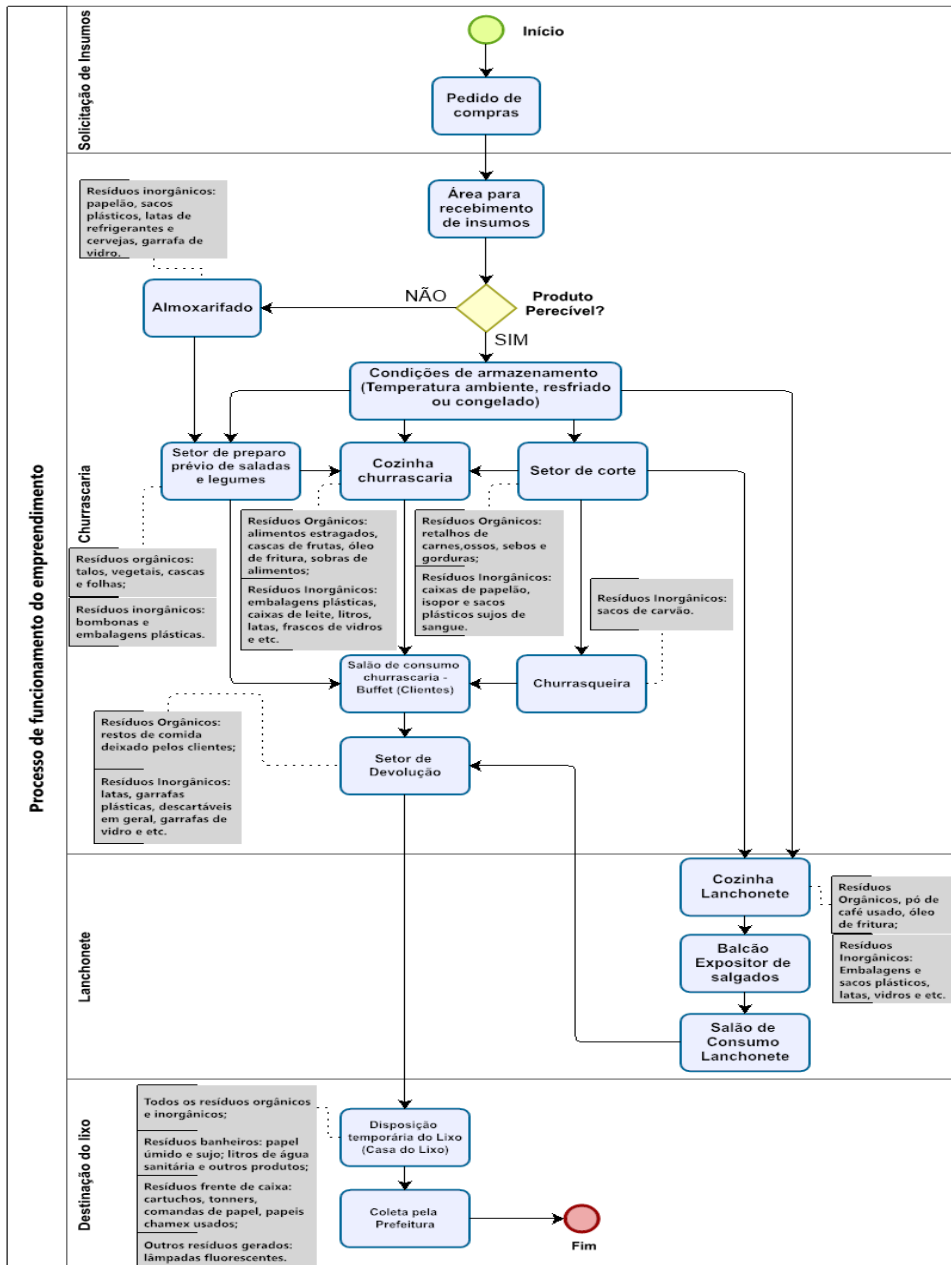 Processo de funcionamento do empreendimento
Solicitação de Insumos
Início
Pedido de
compras
Churrascaria
Área para
recebimento
de insumos
Resíduos inorgânicos:
papelão, sacos
plásticos, latas de
refrigerantes e
cervejas, garrafa de
vidro.
Almoxarifado
NÃO
Produto
Perecível?
SIM
Condições de armazenamento
(Temperatura ambiente, resfriado
ou congelado)
Setor de preparo
prévio de saladas
e legumes
Cozinha
churrascaria
Setor de corte
Resíduos orgânicos:
talos, vegetais, cascas
e folhas;
Resíduos inorgânicos:
bombonas e
embalagens plásticas.
Resíduos Orgânicos:
alimentos estragados,
cascas de frutas, óleo
de fritura, sobras de
alimentos;
Resíduos Inorgânicos:
embalagens plásticas,
caixas de leite, litros,
latas, frascos de vidros
e etc.
Resíduos Orgânicos:
retalhos de
carnes,ossos, sebos e
gorduras;
Resíduos Inorgânicos:
caixas de papelão,
isopor e sacos
plásticos sujos de
sangue.
Resíduos Inorgânicos:
sacos de carvão.
Salão de consumo
churrascaria -
Buffet (Clientes)
Churrasqueira
Resíduos Orgânicos:
restos de comida
deixado pelos clientes;
Resíduos Inorgânicos:
latas, garrafas
plásticas, descartáveis
em geral, garrafas de
vidro e etc.
Setor de
Devolução
Lanchonete
Cozinha
Lanchonete
Resíduos
Orgânicos, pó de
café usado, óleo
de fritura;
Resíduos
Inorgânicos:
Embalagens e
sacos plásticos,
latas, vidros e etc.
Balcão
Expositor de
salgados
Salão de
Consumo
Lanchonete
Destinação do lixo
Todos os resíduos orgânicos
e inorgânicos;
Resíduos banheiros: papel
úmido e sujo; litros de água
sanitária e outros produtos;
Resíduos frente de caixa:
cartuchos, tonners,
comandas de papel, papeis
chamex usados;
Outros resíduos gerados:
lâmpadas fluorescentes.
Disposição
temporária do Lixo
(Casa do Lixo)
Coleta pela
Prefeitura
Fim